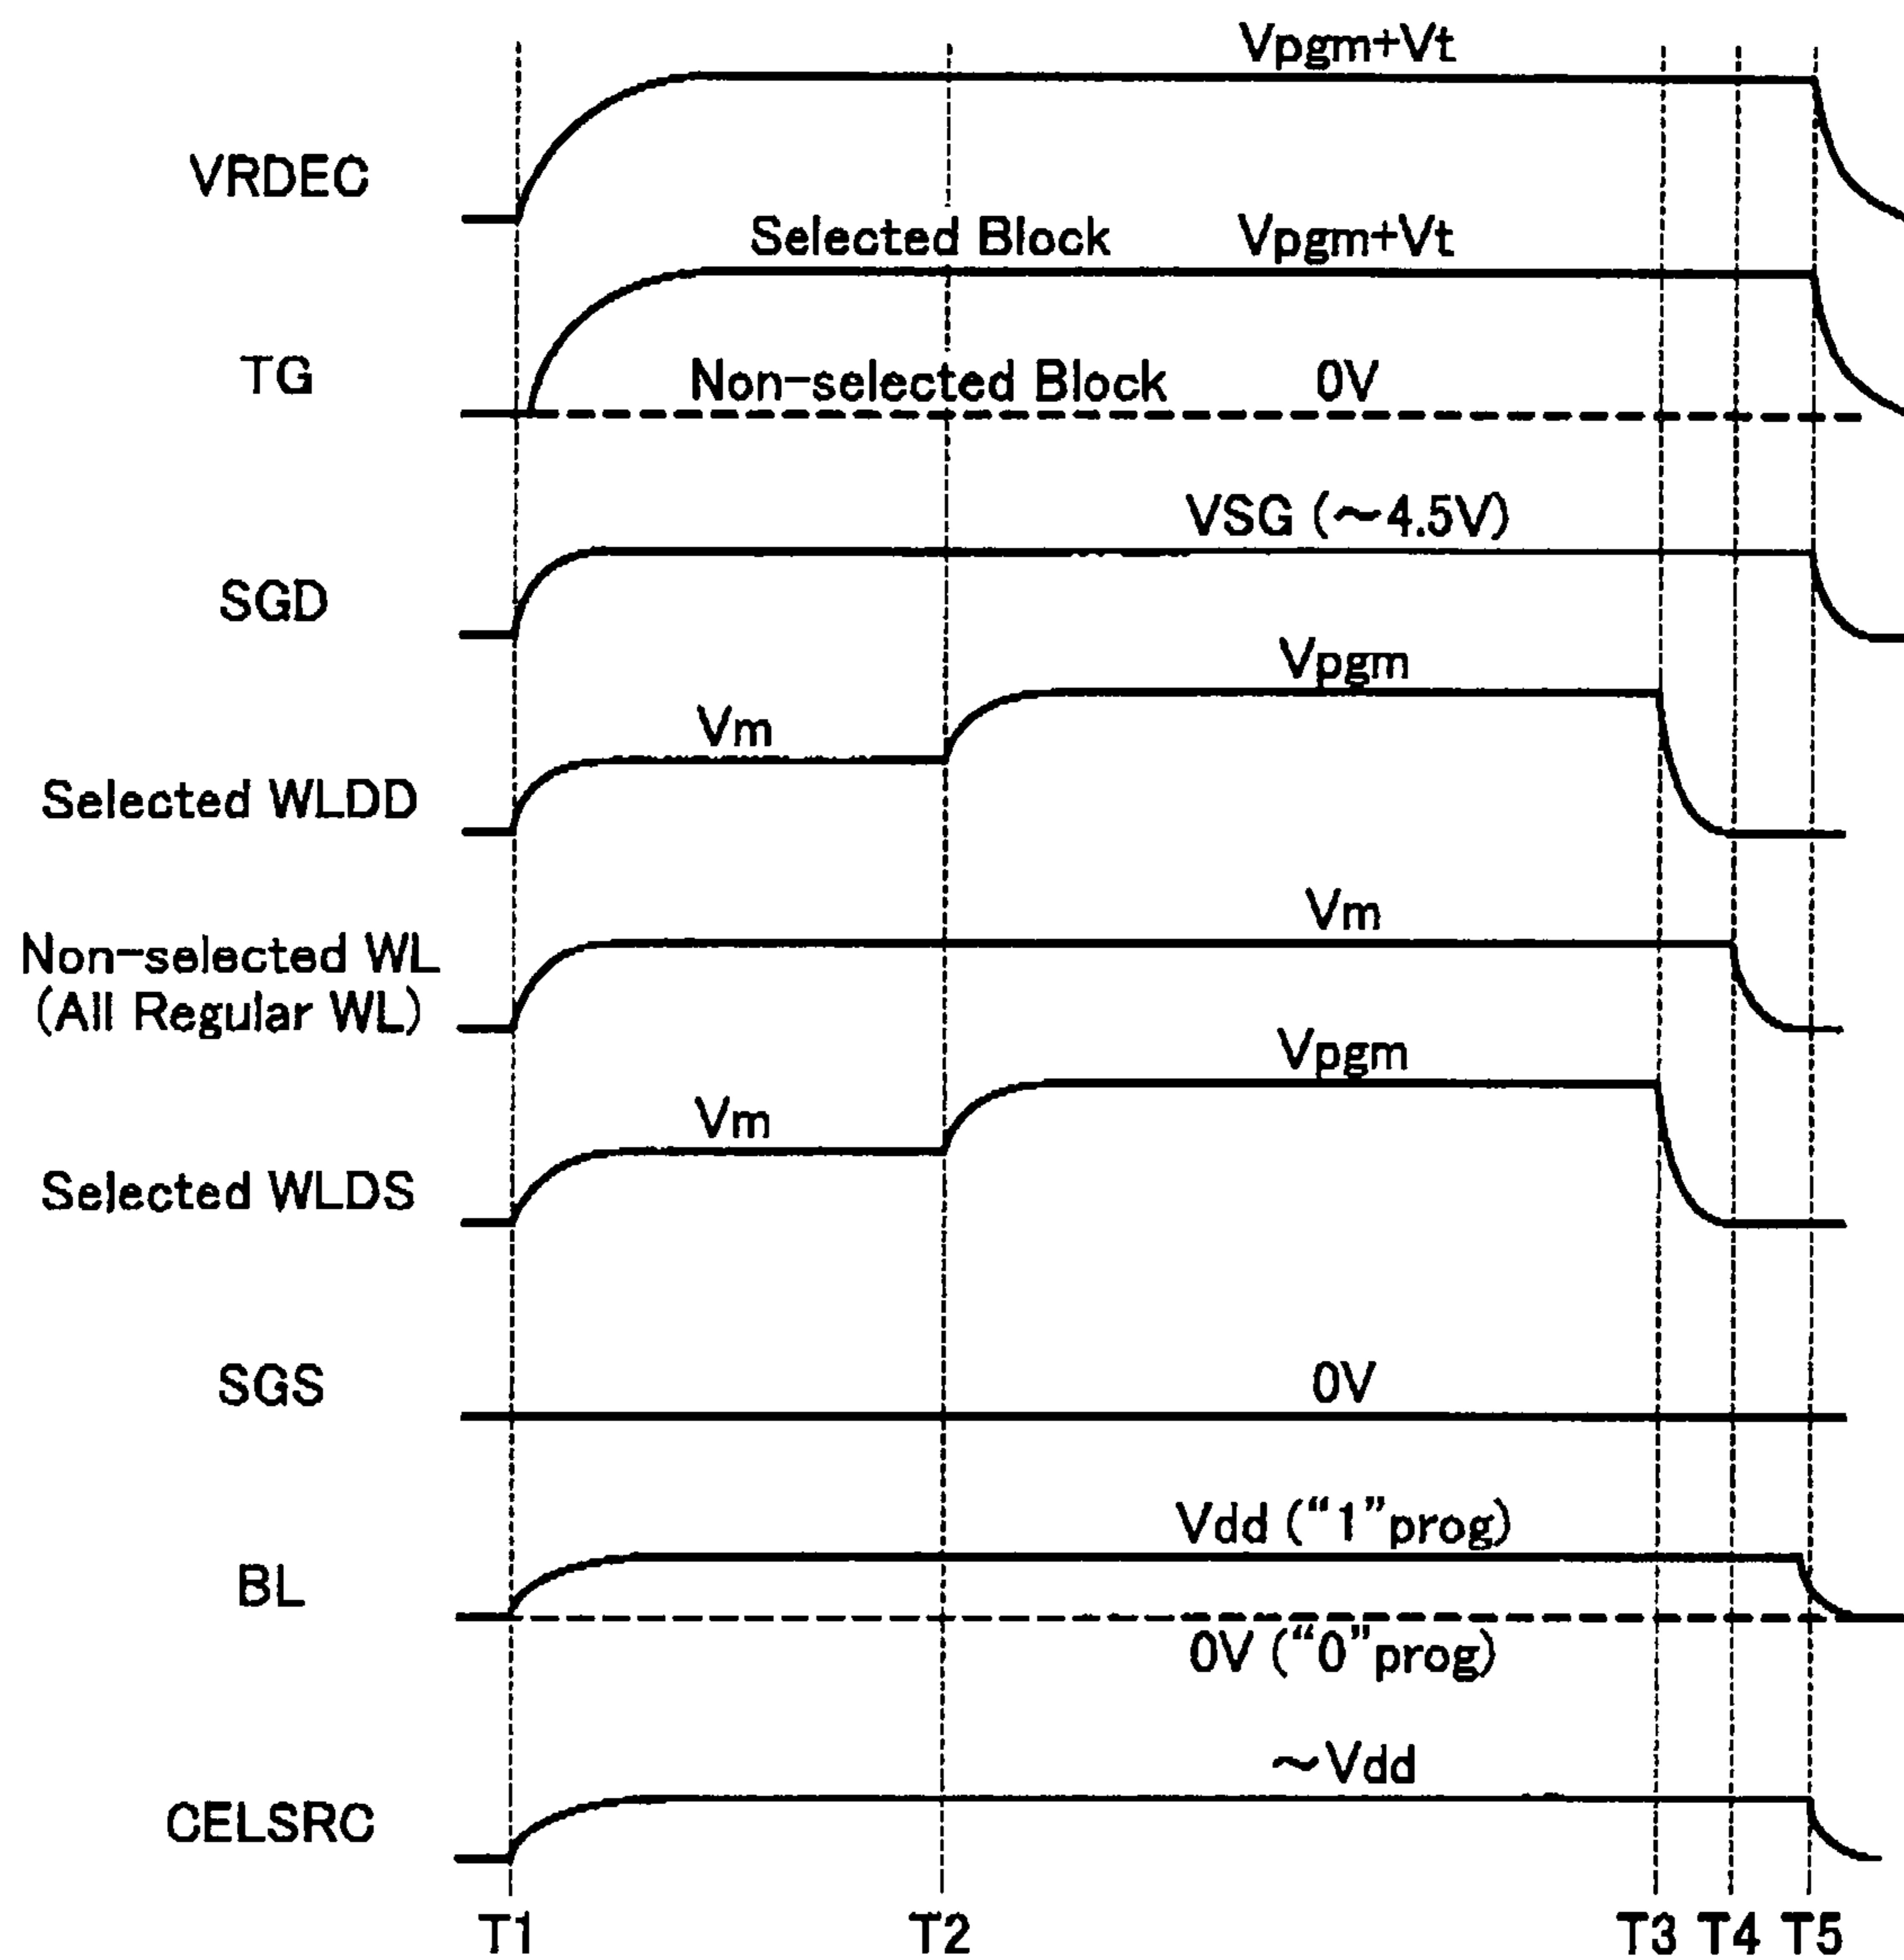 Vpgm+Vt
VRDEC
Selected Block Vpgm+Vt
TG
Non-selected Block 0V
VSG (～4.5V)
SGD
Vpgm
Vm
Selected WLDD
Vm
Non-selected WL
(All Regular WL)
Vpgm
Vm
Selected WLDS
SGS
0V
Vdd (“1”prog)
BL
0V (“0”prog)
～Vdd
CELSRC
T1 T2 T3 T4 T5